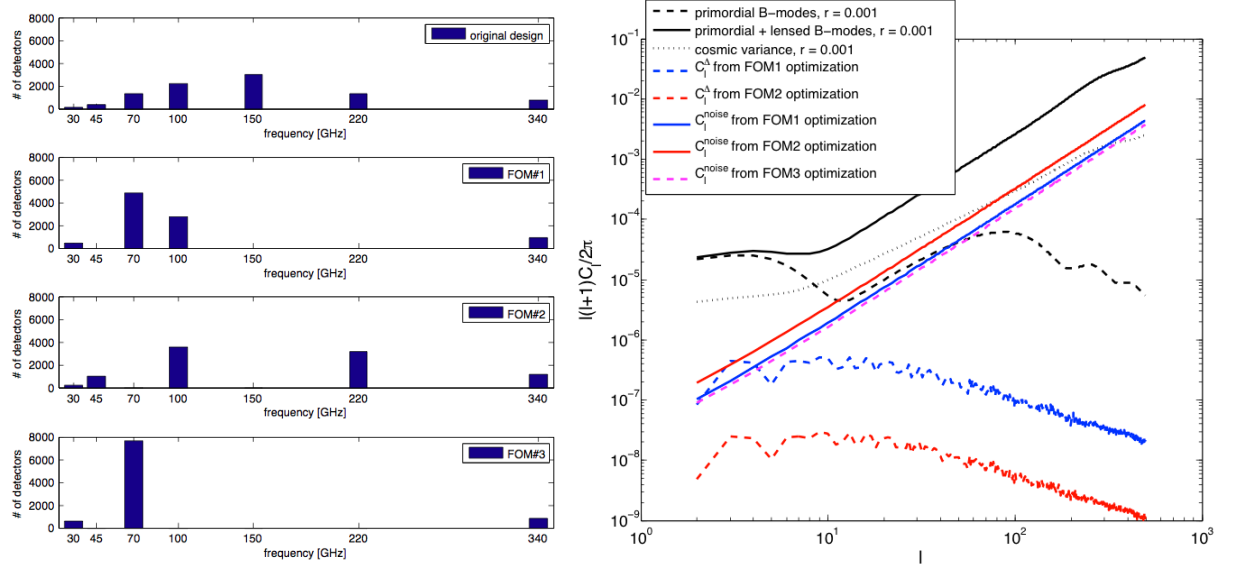 8000
6000
4000
2000
0
# of detectors
original design
30 45 70 100 150 220 340
frequency [GHz]
8000
6000
4000
2000
0
# of detectors
FOM#1
30 45 70 100 150 220 340
frequency [GHz]
8000
6000
4000
2000
0
# of detectors
FOM#2
30 45 70 100 150 220 340
frequency [GHz]
8000
6000
4000
2000
0
# of detectors
FOM#3
30 45 70 100 150 220 340
frequency [GHz]
primordial B−modes, r = 0.001
primordial + lensed B−modes, r = 0.001
cosmic variance, r = 0.001
C_l^Δ from FOM1 optimization
C_l^Δ from FOM2 optimization
C_l^noise from FOM1 optimization
C_l^noise from FOM2 optimization
C_l^noise from FOM3 optimization
10^−1
10^−2
10^−3
10^−4
10^−5
10^−6
10^−7
10^−8
10^−9
l(l+1)C_l/2π
10^0 10^1 10^2 10^3
l